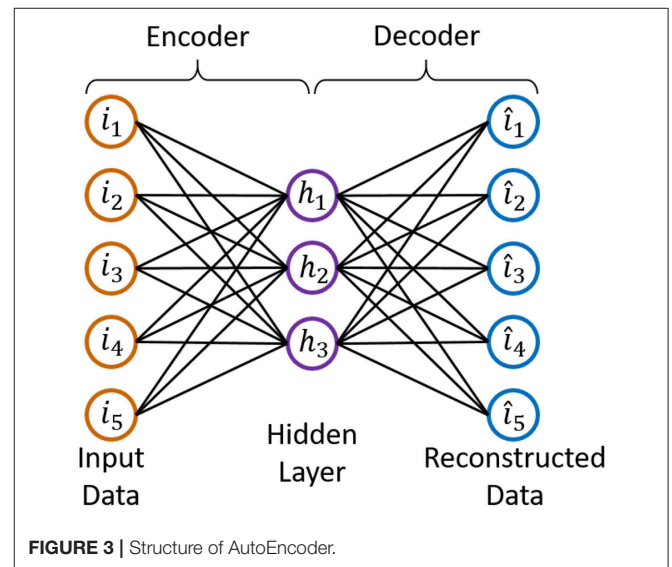 Encoder Decoder
i₁ î₁
i₂ h₁ î₂
i₃ h₂ î₃
i₄ h₃ î₄
i₅ î₅
Input Hidden Reconstructed
Data Layer Data
FIGURE 3 | Structure of AutoEncoder.